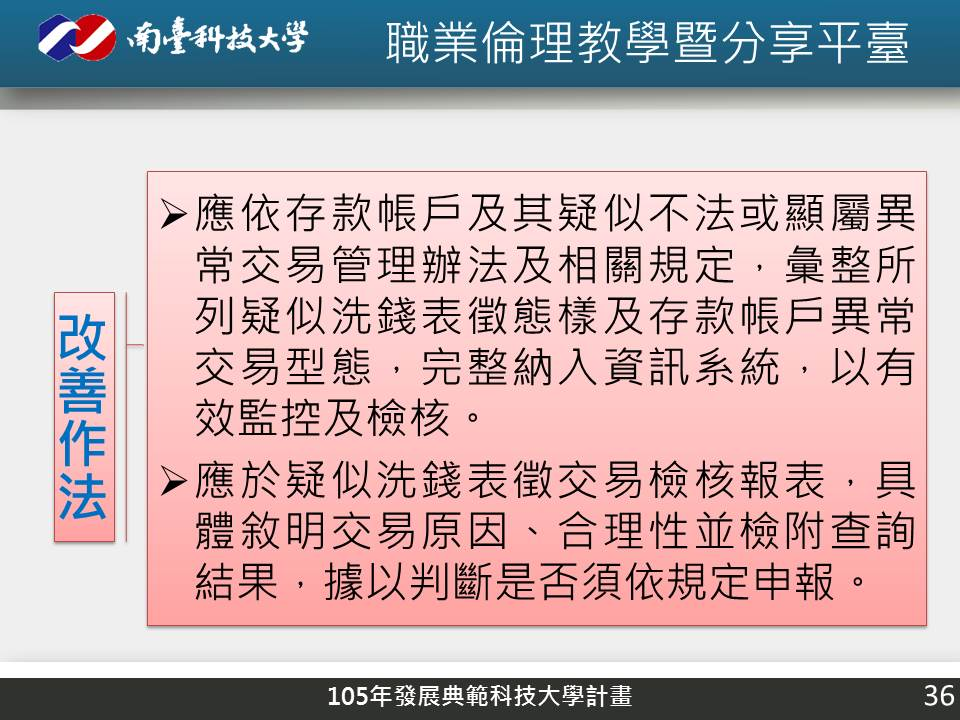 南臺科技大學
職業倫理教學暨分享平臺
改善作法
➢應依存款帳戶及其疑似不法或顯屬異
常交易管理辦法及相關規定，彙整所
列疑似洗錢表徵態樣及存款帳戶異常
交易型態，完整納入資訊系統，以有
效監控及檢核。
➢應於疑似洗錢表徵交易檢核報表，具
體敘明交易原因、合理性並檢附查詢
結果，據以判斷是否須依規定申報。
105年發展典範科技大學計畫
36